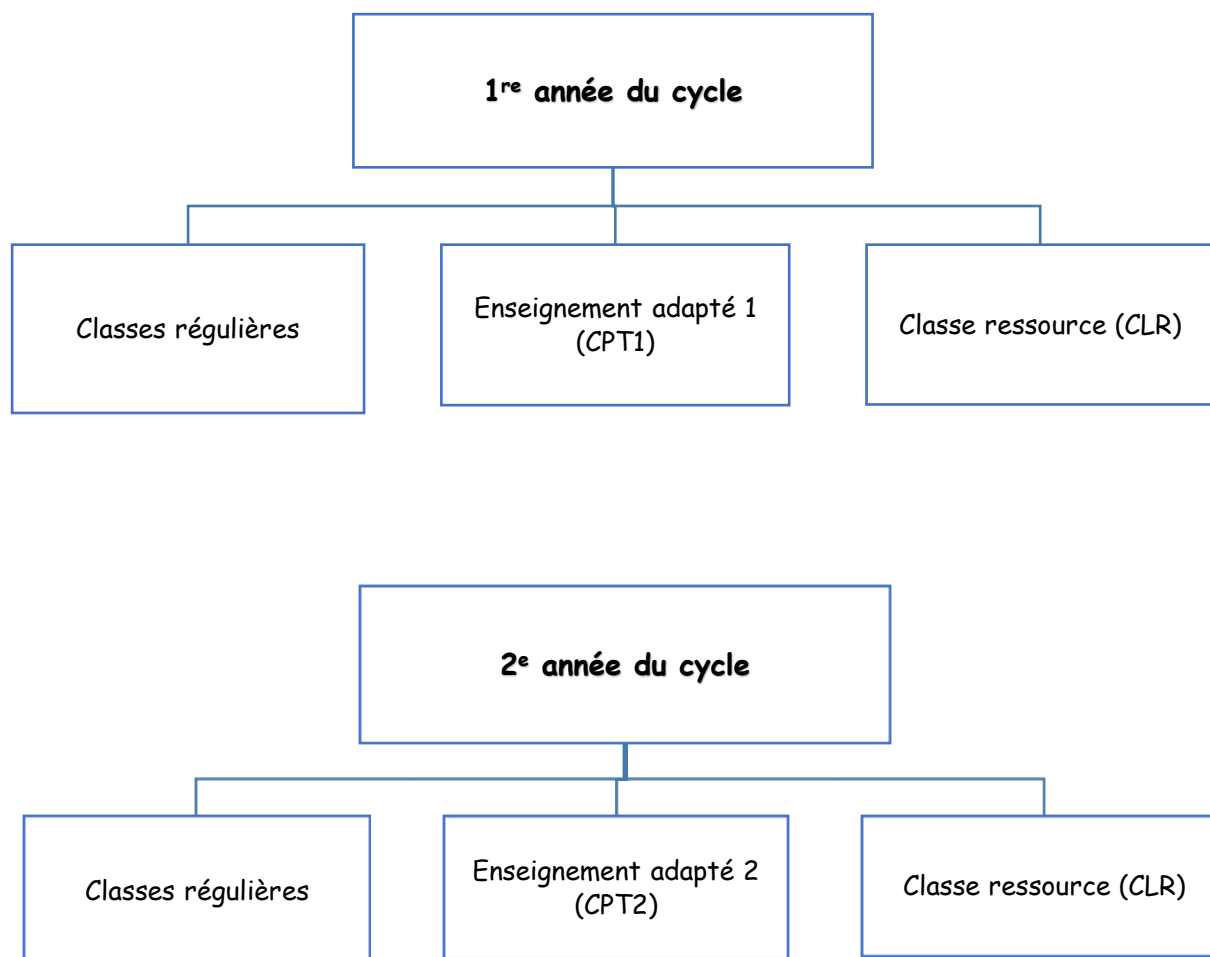 1re année du cycle
Classes régulières
Enseignement adapté 1
(CPT1)
Classe ressource (CLR)
2e année du cycle
Classes régulières
Enseignement adapté 2
(CPT2)
Classe ressource (CLR)